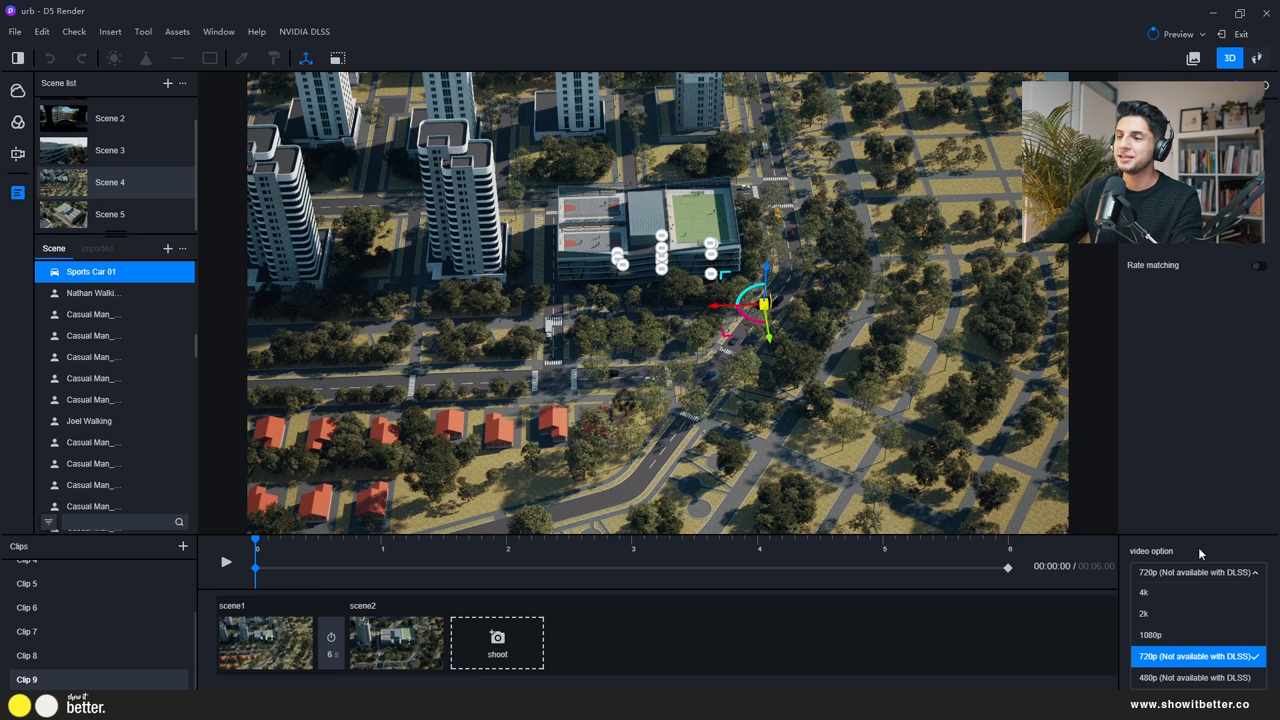 urb - D5 Render
File Edit Check Insert Tool Assets Window Help NVIDIA DLSS
Preview Exit
3D
Scene list
Scene 2
Scene 3
Scene 4
Scene 5
Scene Imported
Sports Car 01
Nathan Walki...
Casual Man_...
Casual Man_...
Casual Man_...
Casual Man_...
Casual Man_...
Joel Walking
Casual Man_...
Casual Man_...
Casual Man_...
Casual Man_...
Rate matching
Clips
Clip 4
Clip 5
Clip 6
Clip 7
Clip 8
Clip 9
0 1 2 3 4 6
00:00:00 / 00:06:00
scene1 scene2
6 s
shoot
video option
720p (Not available with DLSS)
4k
2k
1080p
720p (Not available with DLSS)
480p (Not available with DLSS)
show it
better.
www.showitbetter.co